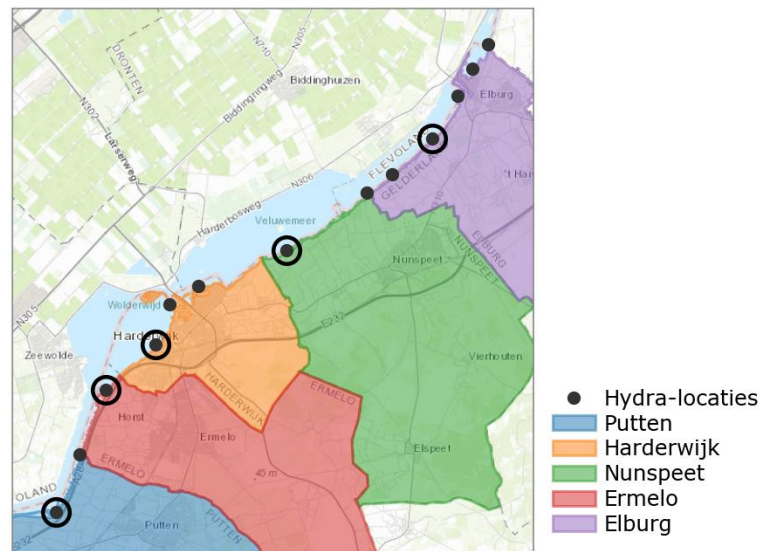 DRONTEN
N710
N305
Biddinghuizen
Biddingringweg
N302
Larserweg
Elburg
FLEVOLAND
GELDERLAND
't Har
N306
Harderbosweg
Veluwemeer
310
ELBURG
NUNSPEET
Nunspeet
Wolderwijd
N305
Harderwijk
E232
Zeewolde
Vierhouten
HARDERWIJK
ERMELO
Horst
Ermelo
Elspeet
ERMELO
45 m
A28
OLAND
PUTTEN
Putten
E232
Hydra-locaties
Putten
Harderwijk
Nunspeet
Ermelo
Elburg